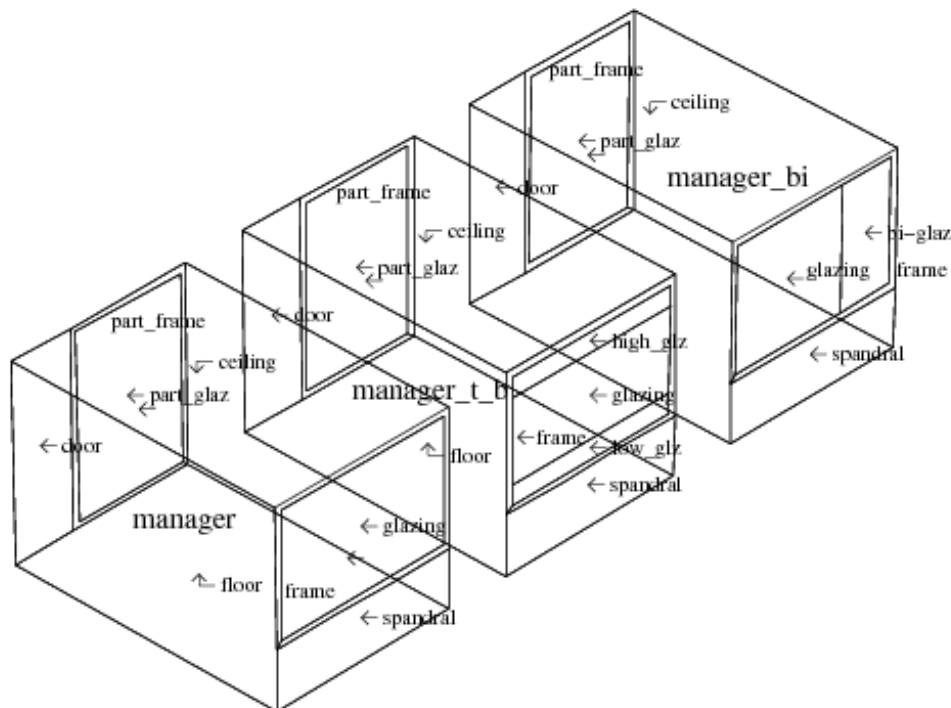 part_frame
ceiling
part_glaz
manager_bi
door
bi-glaz
glazing
frame
spandral
part_frame
ceiling
part_glaz
door
high_glz
manager_t_b
glazing
frame
low_glz
floor
spandral
part_frame
ceiling
part_glaz
door
manager
glazing
floor
frame
spandral